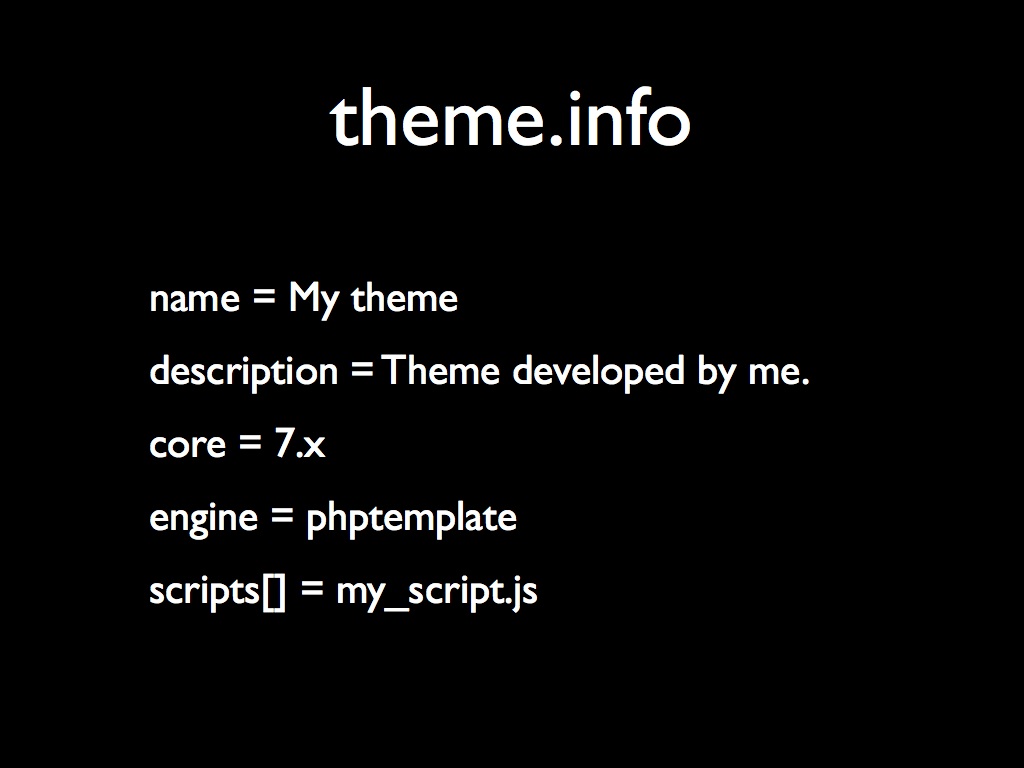 theme.info
name = My theme
description = Theme developed by me.
core = 7.x
engine = phptemplate
scripts[] = my_script.js